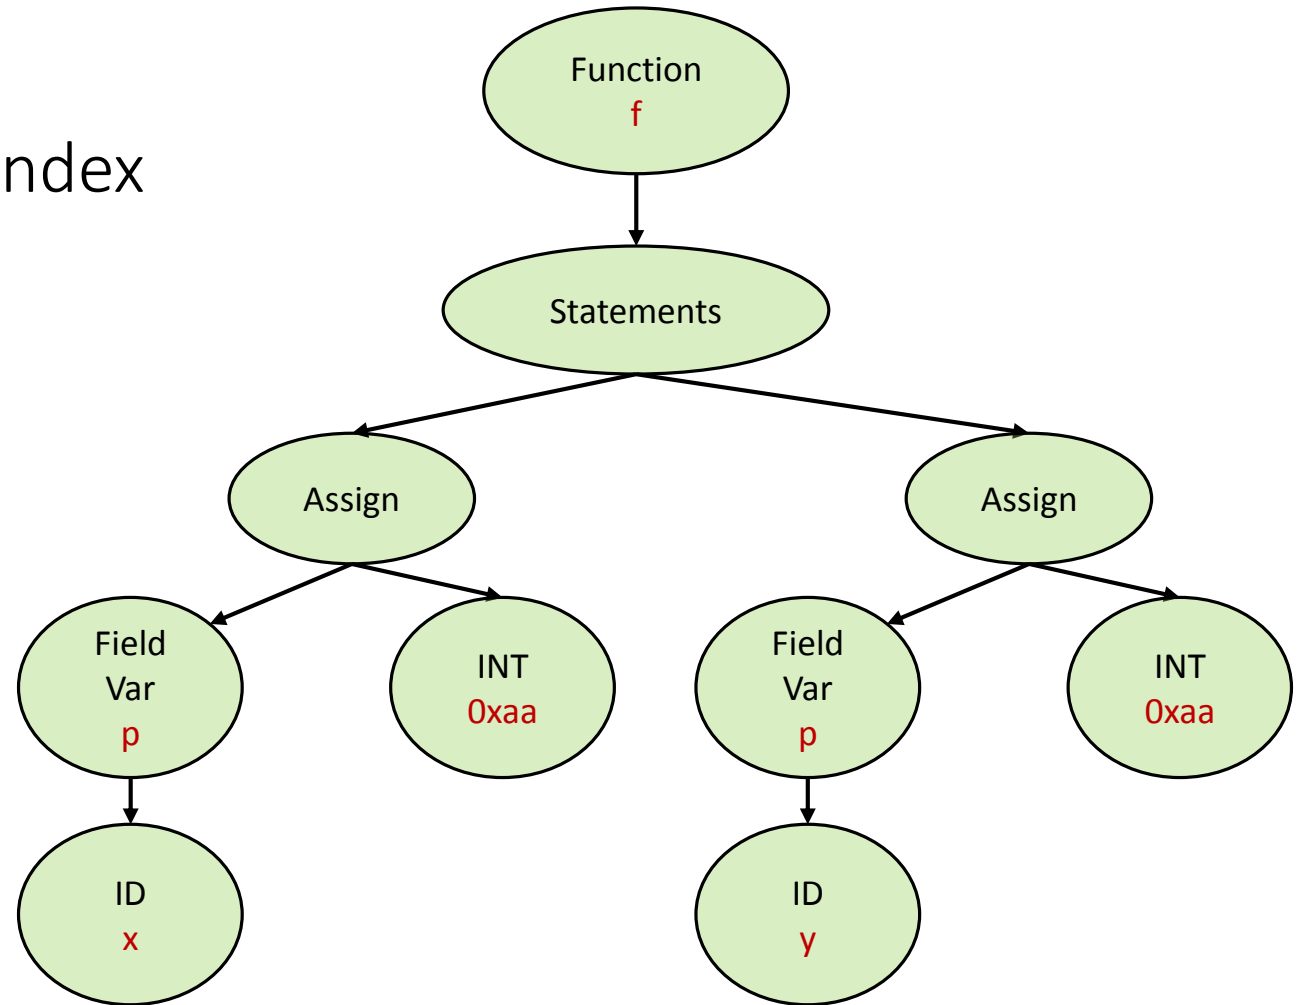 Function
f
ndex
Statements
Assign
Assign
Field
Var
p
INT
0xaa
Field
Var
p
INT
0xaa
ID
x
ID
y